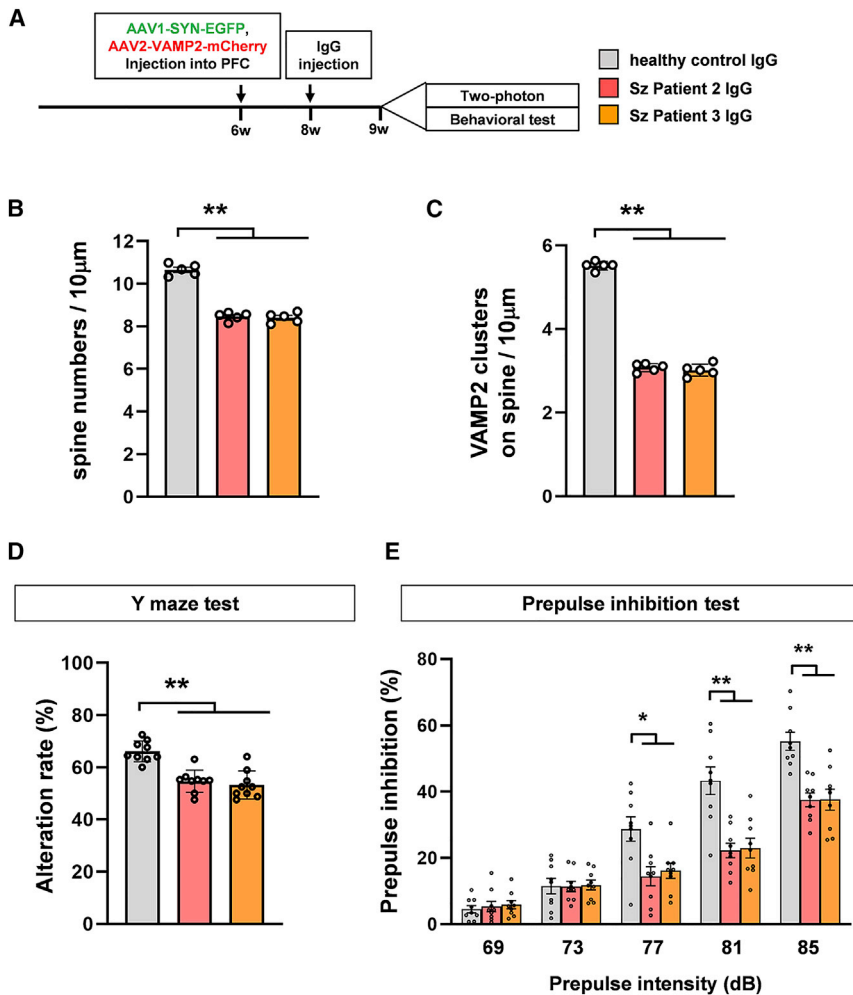 A
AAV1-SYN-EGFP,
AAV2-VAMP2-mCherry
Injection into PFC
IgG
injection
6w
8w
9w
Two-photon
Behavioral test
healthy control IgG
Sz Patient 2 IgG
Sz Patient 3 IgG
B
**
spine numbers / 10μm
12
10
8
6
4
2
0
C
**
VAMP2 clusters
on spine / 10μm
6
4
2
0
D
Y maze test
**
Alteration rate (%)
100
80
60
40
20
0
E
Prepulse inhibition test
*
**
**
Prepulse inhibition (%)
80
60
40
20
0
69
73
77
81
85
Prepulse intensity (dB)